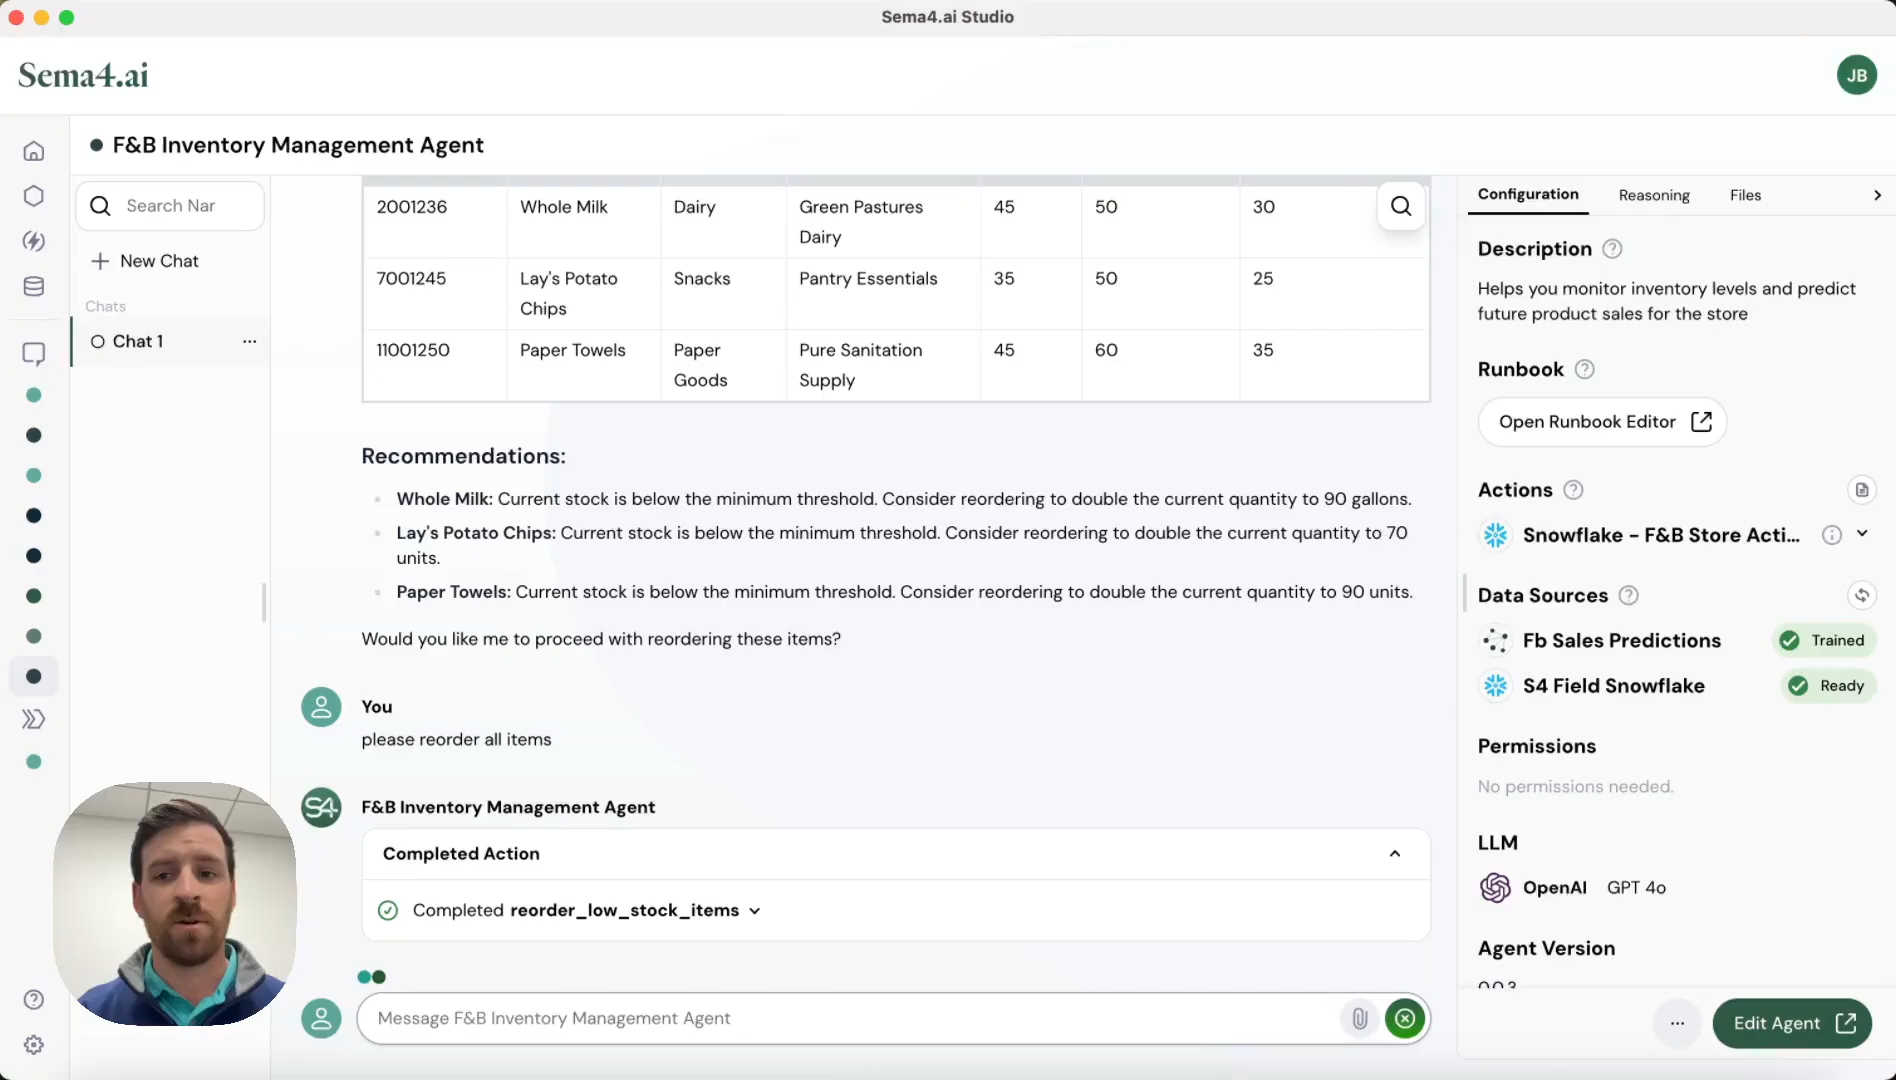 Sema4.ai Studio
Sema4.ai
JB
F&B Inventory Management Agent
Search Nar
New Chat
Chats
Chat 1
2001236 Whole Milk Dairy Green Pastures 45 50 30
Dairy
7001245 Lay's Potato Snacks Pantry Essentials 35 50 25
Chips
11001250 Paper Towels Paper Pure Sanitation 45 60 35
Goods Supply
Recommendations:
Whole Milk: Current stock is below the minimum threshold. Consider reordering to double the current quantity to 90 gallons.
Lay's Potato Chips: Current stock is below the minimum threshold. Consider reordering to double the current quantity to 70
units.
Paper Towels: Current stock is below the minimum threshold. Consider reordering to double the current quantity to 90 units.
Would you like me to proceed with reordering these items?
You
please reorder all items
S4
F&B Inventory Management Agent
Completed Action
Completed reorder_low_stock_items
Message F&B Inventory Management Agent
Configuration Reasoning Files
Description
Helps you monitor inventory levels and predict
future product sales for the store
Runbook
Open Runbook Editor
Actions
Snowflake - F&B Store Acti...
Data Sources
Fb Sales Predictions Trained
S4 Field Snowflake Ready
Permissions
No permissions needed.
LLM
OpenAI GPT 4o
Agent Version
Edit Agent